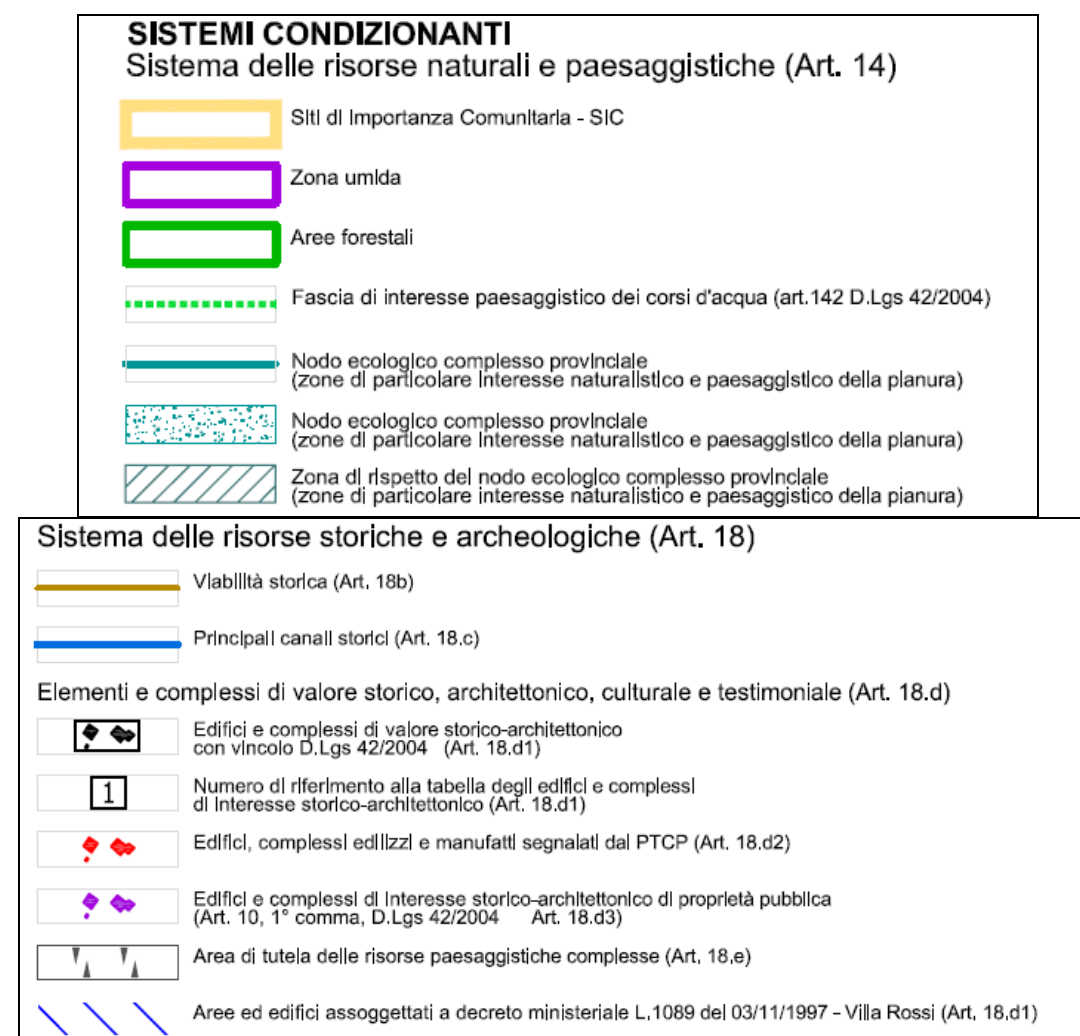 SISTEMI CONDIZIONANTI
Sistema delle risorse naturali e paesaggistiche (Art. 14)
Siti di Importanza Comunitaria - SIC
Zona umida
Aree forestali
Fascia di interesse paesaggistico dei corsi d'acqua (art.142 D.Lgs 42/2004)
Nodo ecologico complesso provinciale
(zone di particolare interesse naturalistico e paesaggistico della pianura)
Nodo ecologico complesso provinciale
(zone di particolare interesse naturalistico e paesaggistico della pianura)
Zona di rispetto del nodo ecologico complesso provinciale
(zone di particolare interesse naturalistico e paesaggistico della pianura)
Sistema delle risorse storiche e archeologiche (Art. 18)
Viabilità storica (Art. 18b)
Principali canali storici (Art. 18.c)
Elementi e complessi di valore storico, architettonico, culturale e testimoniale (Art. 18.d)
Edifici e complessi di valore storico-architettonico
con vincolo D.Lgs 42/2004 (Art. 18.d1)
1
Numero di riferimento alla tabella degli edifici e complessi
di interesse storico-architettonico (Art. 18.d1)
Edifici, complessi edilizzi e manufatti segnalati dal PTCP (Art. 18.d2)
Edifici e complessi di interesse storico-architettonico di proprietà pubblica
(Art. 10, 1° comma, D.Lgs 42/2004 Art. 18.d3)
Area di tutela delle risorse paesaggistiche complesse (Art. 18.e)
Aree ed edifici assoggettati a decreto ministeriale L.1089 del 03/11/1997 - Villa Rossi (Art. 18.d1)